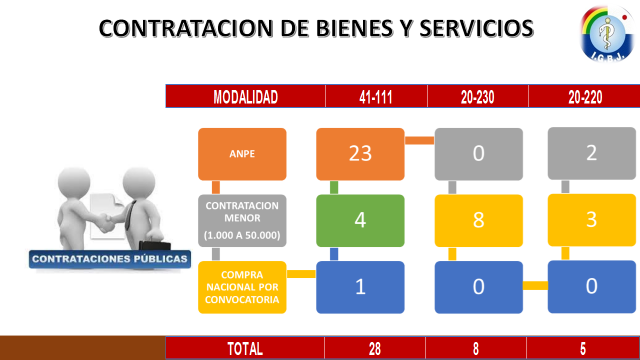 CONTRATACION DE BIENES Y SERVICIOS
I.G.B.J.
MODALIDAD 41-111 20-230 20-220
ANPE 23 0 2
CONTRATACION
MENOR
(1.000 A 50.000) 4 8 3
CONTRATACIONES PÚBLICAS
COMPRA
NACIONAL POR
CONVOCATORIA 1 0 0
TOTAL 28 8 5